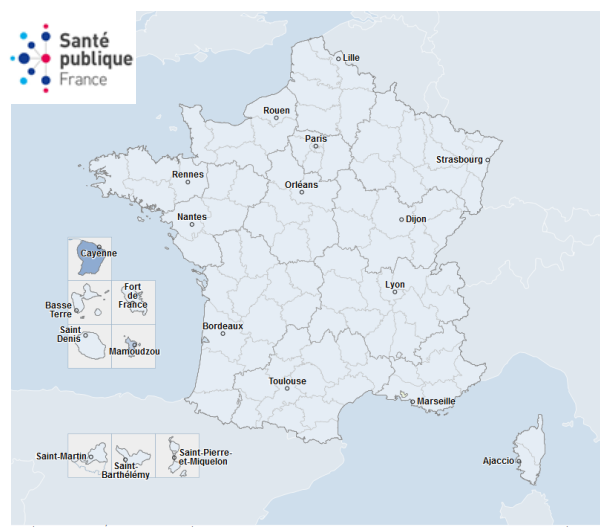 Santé
publique
France
Lille
Rouen
Paris
Strasbourg
Rennes
Orléans
Nantes
Dijon
Cayenne
Lyon
Fort
de
France
Basse
Terre
Saint
Denis
Mamoudzou
Bordeaux
Toulouse
Marseille
Saint-Martin
Saint-
Barthélémy
Saint-Pierre-
et-Miquelon
Ajaccio